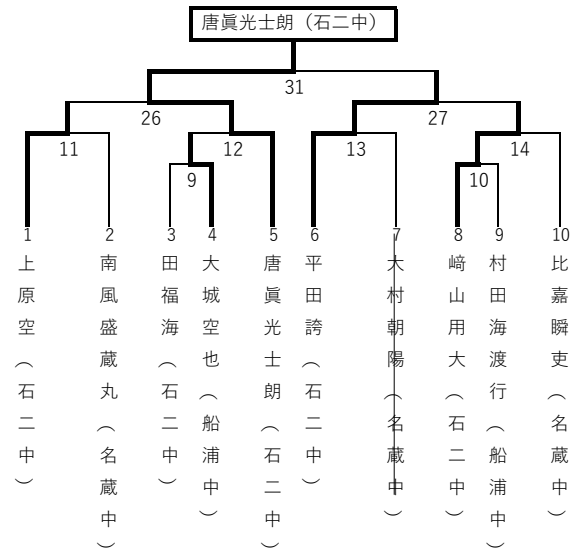 唐眞光士朗（石二中）
31
26
27
11
12
13
14
9
10
1
2
3
4
5
6
7
8
9
10
上原空（石二中）
南風盛蔵丸（名蔵中）
田福海（石二中）
大城空也（船浦中）
唐眞光士朗（石二中）
平田誇（石二中）
大村朝陽（名蔵中）
﨑山用大（石二中）
村田海渡行（船浦中）
比嘉瞬吏（名蔵中）